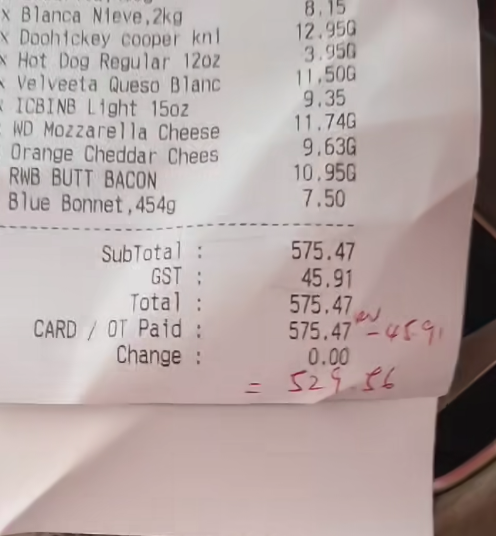 8.15
x Blanca Nieve,2kg 12.95G
x Doohickey cooper knl 3.95G
x Hot Dog Regular 12oz 11,50G
x Velveeta Queso Blanc 9.35
ICBINB Light 15oz 11.74G
WD Mozzarella Cheese 9.63G
Orange Cheddar Chees 10.95G
RWB BUTT BACON 7.50
Blue Bonnet,454g
SubTotal : 575.47
GST : 45.91
Total : 575.47
CARD / OT Paid : 575.47 - 45.91
Change : 0.00
= 529.56